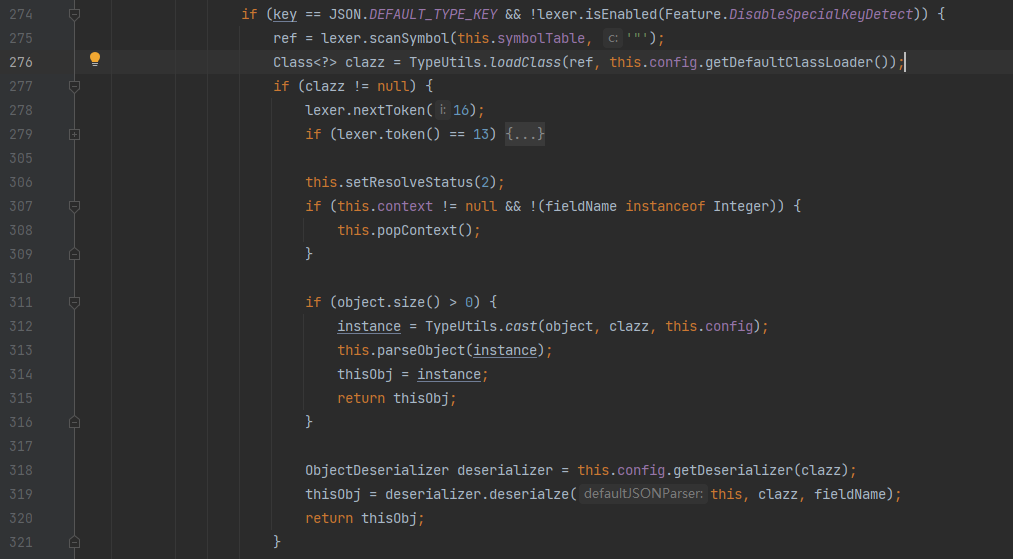 274 if (key == JSON.DEFAULT_TYPE_KEY && !lexer.isEnabled(Feature.DisableSpecialKeyDetect)) {
275 ref = lexer.scanSymbol(this.symbolTable, c: '"');
276 Class<?> clazz = TypeUtils.loadClass(ref, this.config.getDefaultClassLoader());
277 if (clazz != null) {
278 lexer.nextToken( i: 16);
279 if (lexer.token() == 13) {...}
305
306 this.setResolveStatus(2);
307 if (this.context != null && !(fieldName instanceof Integer)) {
308 this.popContext();
309 }
310
311 if (object.size() > 0) {
312 instance = TypeUtils.cast(object, clazz, this.config);
313 this.parseObject(instance);
314 thisObj = instance;
315 return thisObj;
316 }
317
318 ObjectDeserializer deserializer = this.config.getDeserializer(clazz);
319 thisObj = deserializer.deserialze( defaultJSONParser: this, clazz, fieldName);
320 return thisObj;
321 }